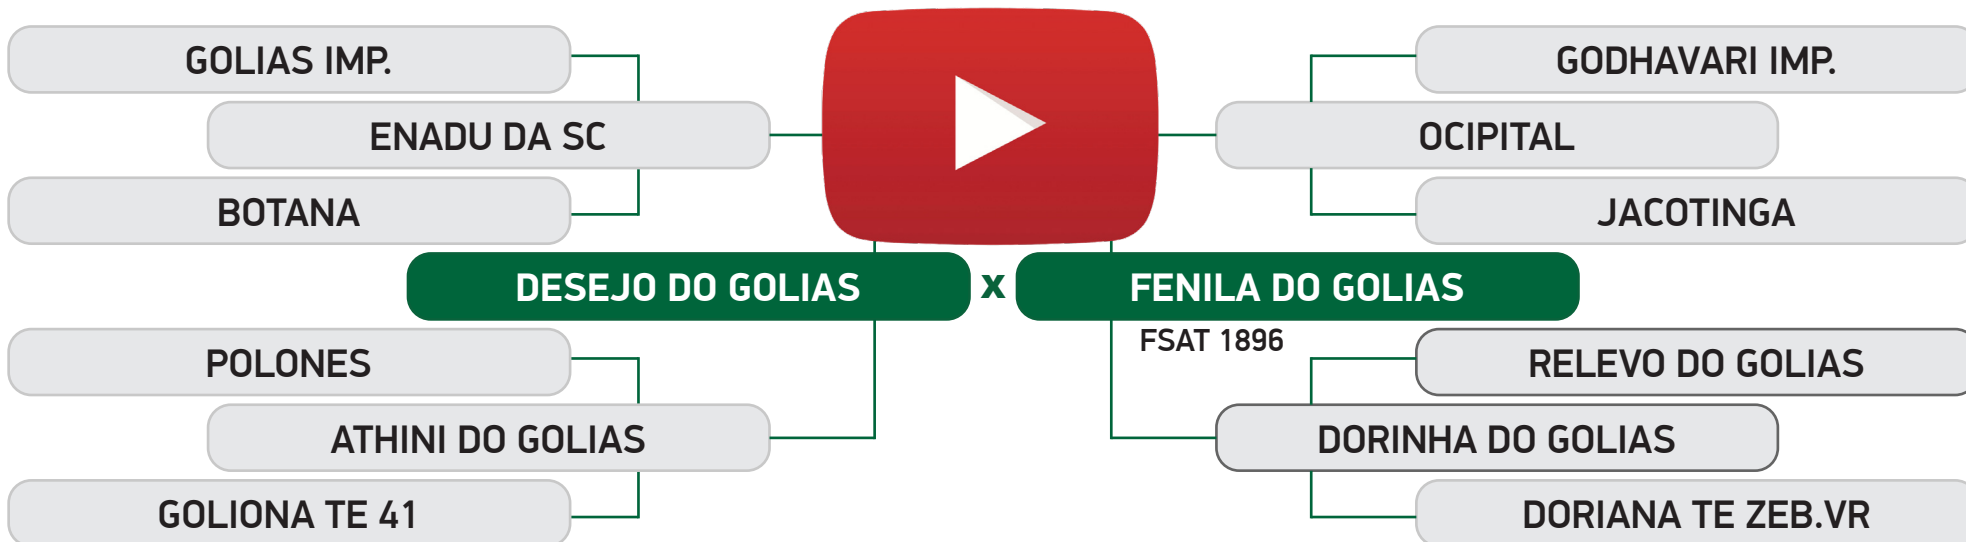 GOLIAS IMP.
GODHAVARI IMP.
ENADU DA SC
OCIPITAL
BOTANA
JACOTINGA
DESEJO DO GOLIAS x FENILA DO GOLIAS
FSAT 1896
POLONES
RELEVO DO GOLIAS
ATHINI DO GOLIAS
DORINHA DO GOLIAS
GOLIONA TE 41
DORIANA TE ZEB.VR